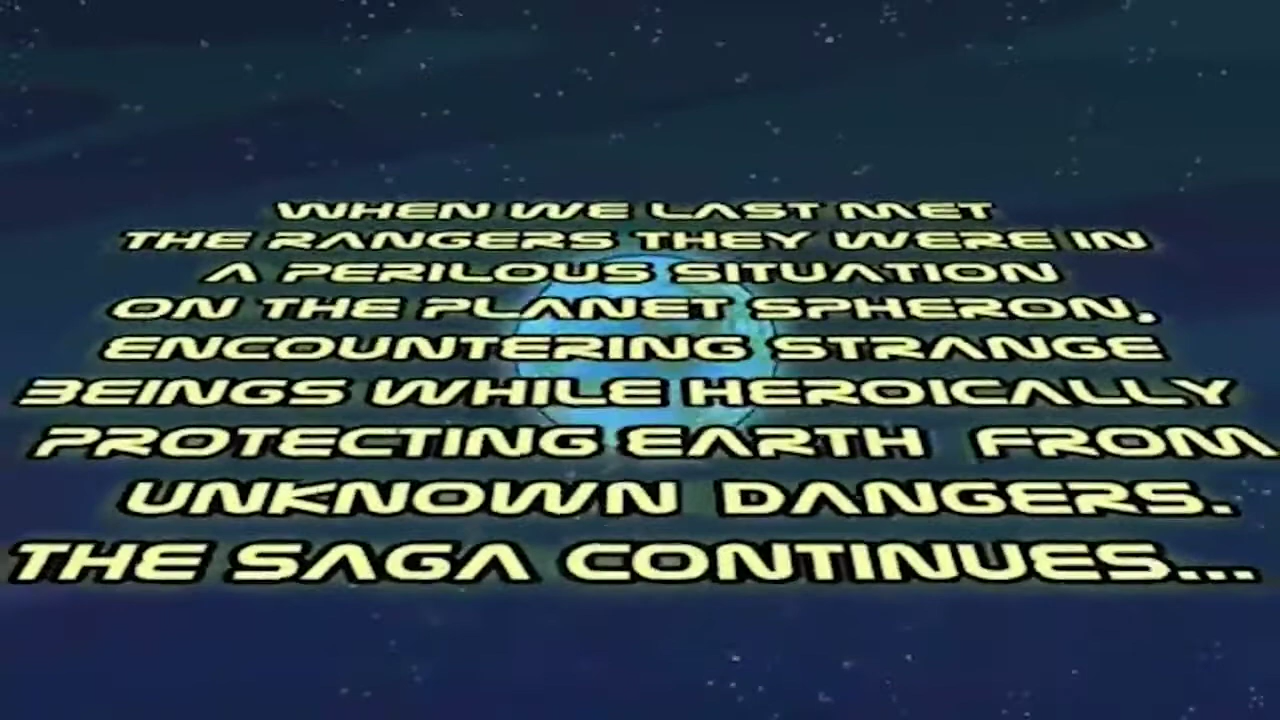 WHEN WE LAST MET
THE RANGERS THEY WERE IN
A PERILOUS SITUATION
ON THE PLANET SPHERON,
ENCOUNTERING STRANGE
BEINGS WHILE HEROICALLY
PROTECTING EARTH FROM
UNKNOWN DANGERS.
THE SAGA CONTINUES...